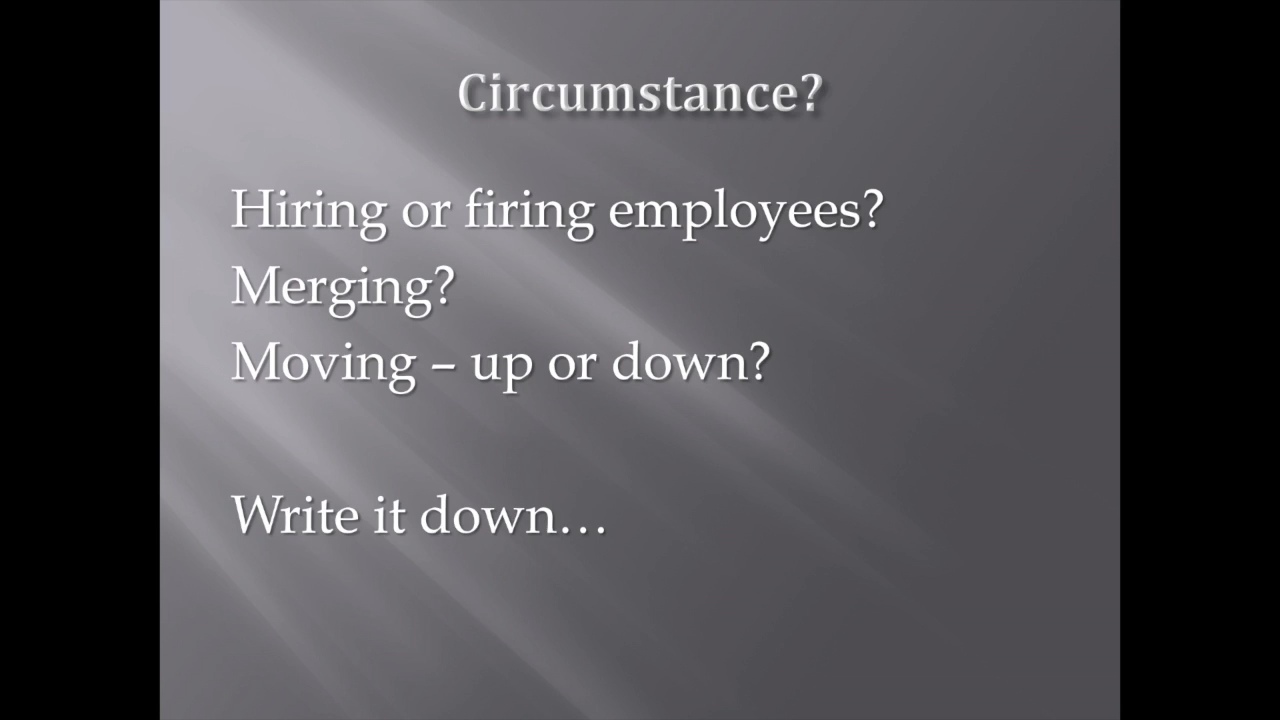 Circumstance?
Hiring or firing employees?
Merging?
Moving – up or down?
Write it down…